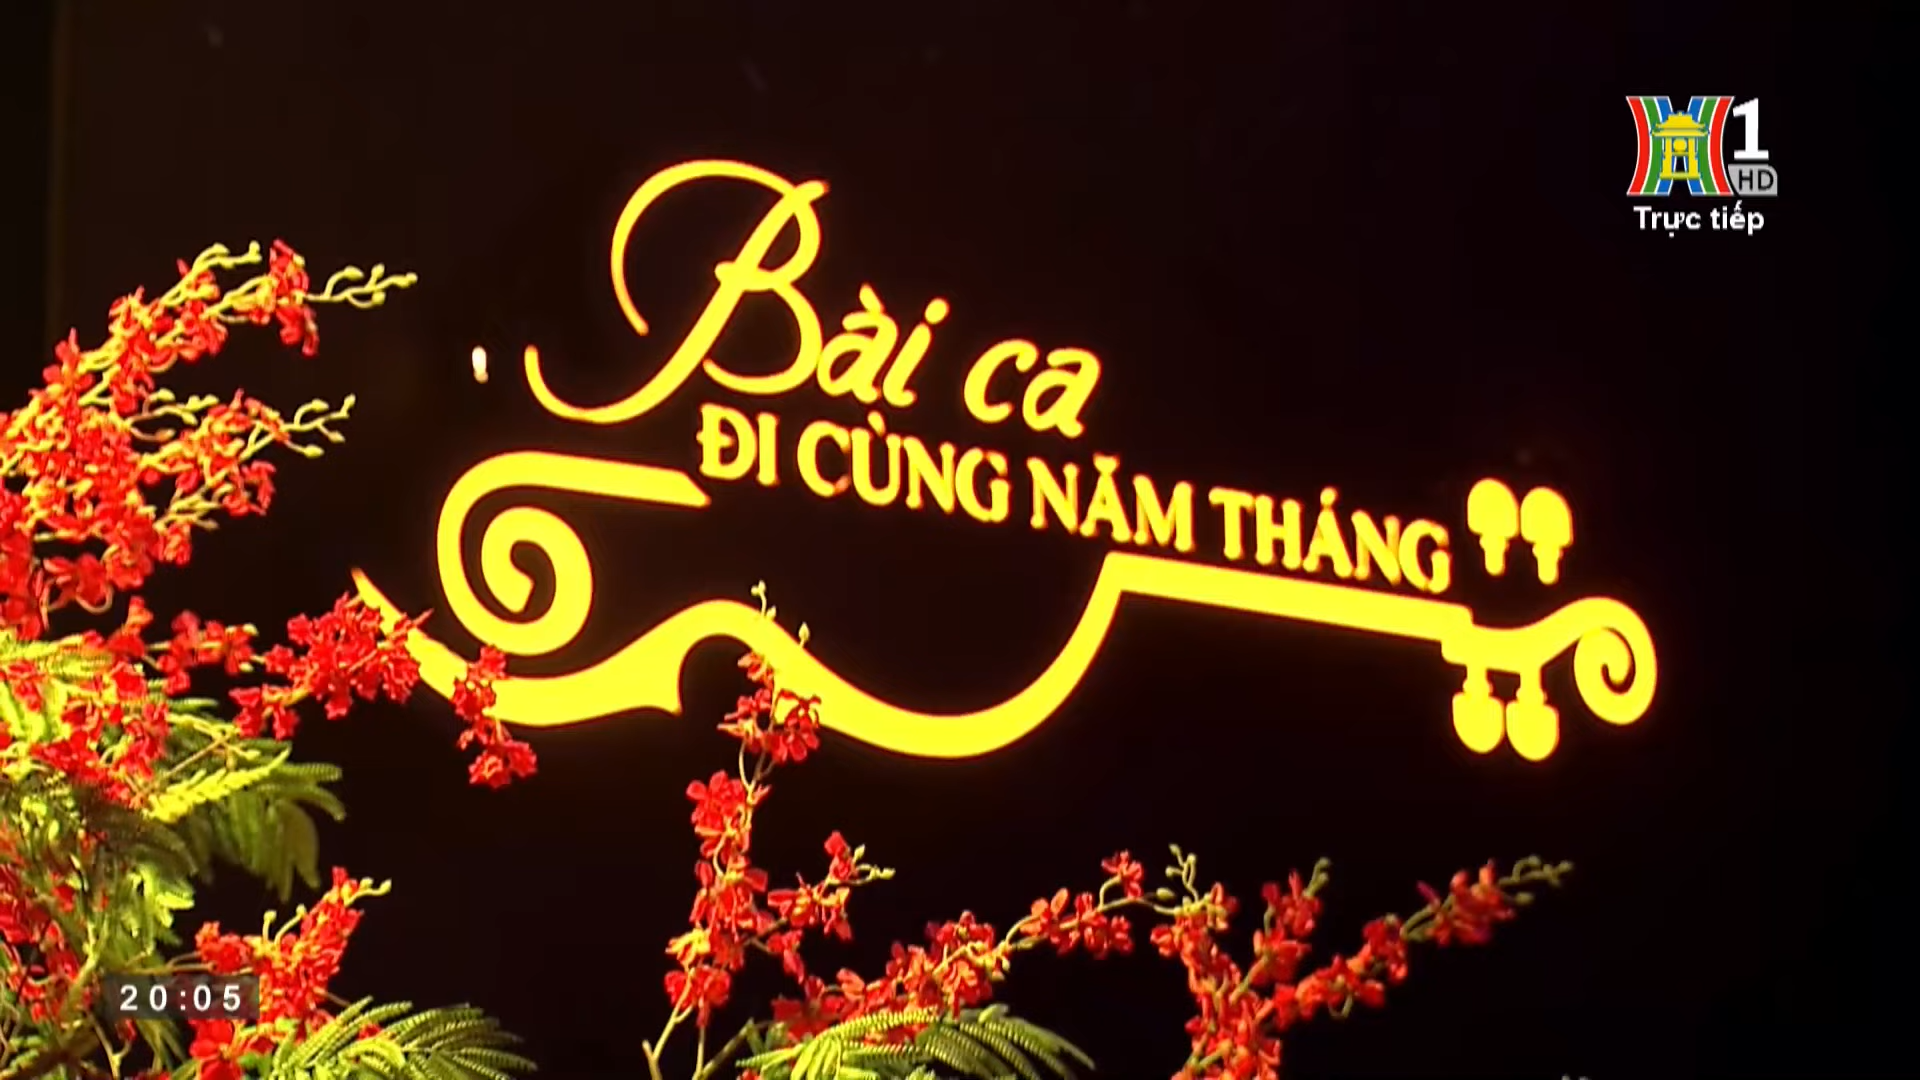 Bài ca
ĐI CÙNG NĂM THÁNG
1
HD
Trực tiếp
20:05